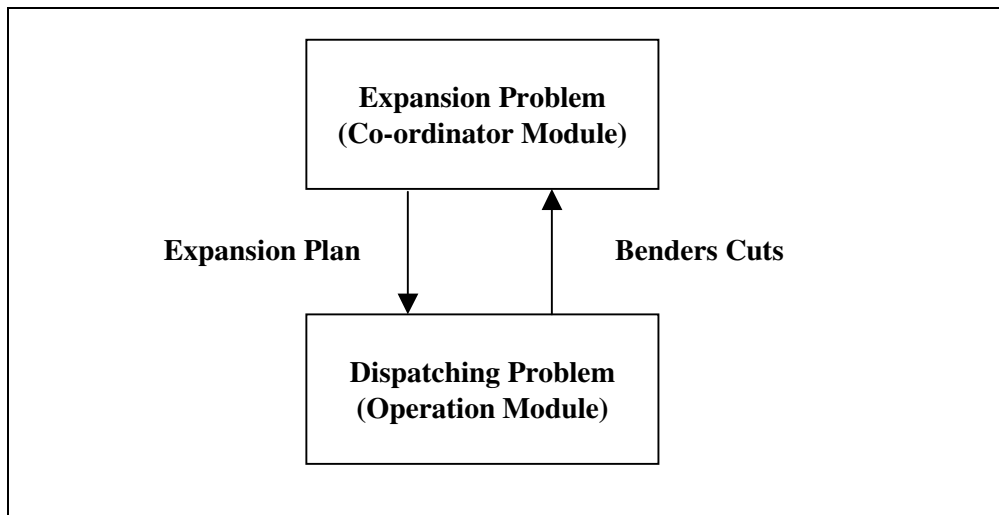 Expansion Problem
(Co-ordinator Module)
Expansion Plan
Benders Cuts
Dispatching Problem
(Operation Module)